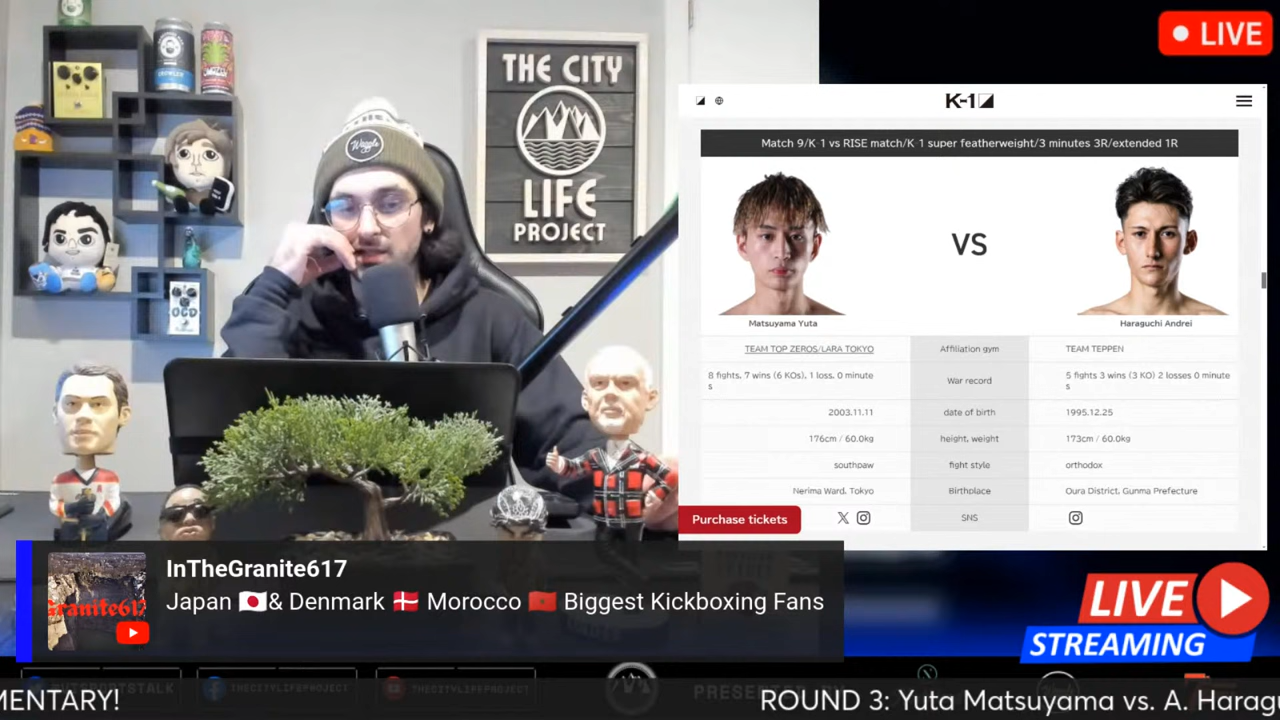 LIVE
THE CITY
LIFE
PROJECT
Waggle
OCD
K-1
Match 9/K 1 vs RISE match/K 1 super featherweight/3 minutes 3R/extended 1R
VS
Matsuyama Yuta
Haraguchi Andrei
TEAM TOP ZEROS/LARA TOKYO
Affiliation gym
TEAM TEPPEN
8 fights, 7 wins (6 KOs), 1 loss, 0 minute
s
War record
5 fights 3 wins (3 KO) 2 losses 0 minute
s
2003.11.11
date of birth
1995.12.25
176cm / 60.0kg
height, weight
173cm / 60.0kg
southpaw
fight style
orthodox
Nerima Ward, Tokyo
Birthplace
Oura District, Gunma Prefecture
Purchase tickets
SNS
InTheGranite617
Japan 🇯🇵& Denmark 🇩🇰 Morocco 🇲🇦 Biggest Kickboxing Fans
Granite617
LIVE
STREAMING
THECITYLIFEPROJECT
THECITYLIFEPROJECT
MENTARY!
ROUND 3: Yuta Matsuyama vs. A. Haragu